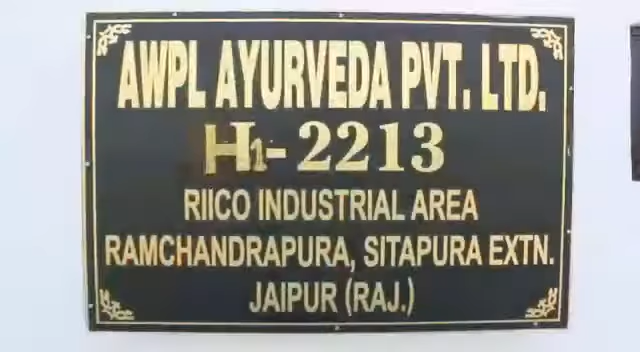 AWPL AYURVEDA PVT. LTD.
H1-2213
RIICO INDUSTRIAL AREA
RAMCHANDRAPURA, SITAPURA EXTN.
JAIPUR (RAJ.)